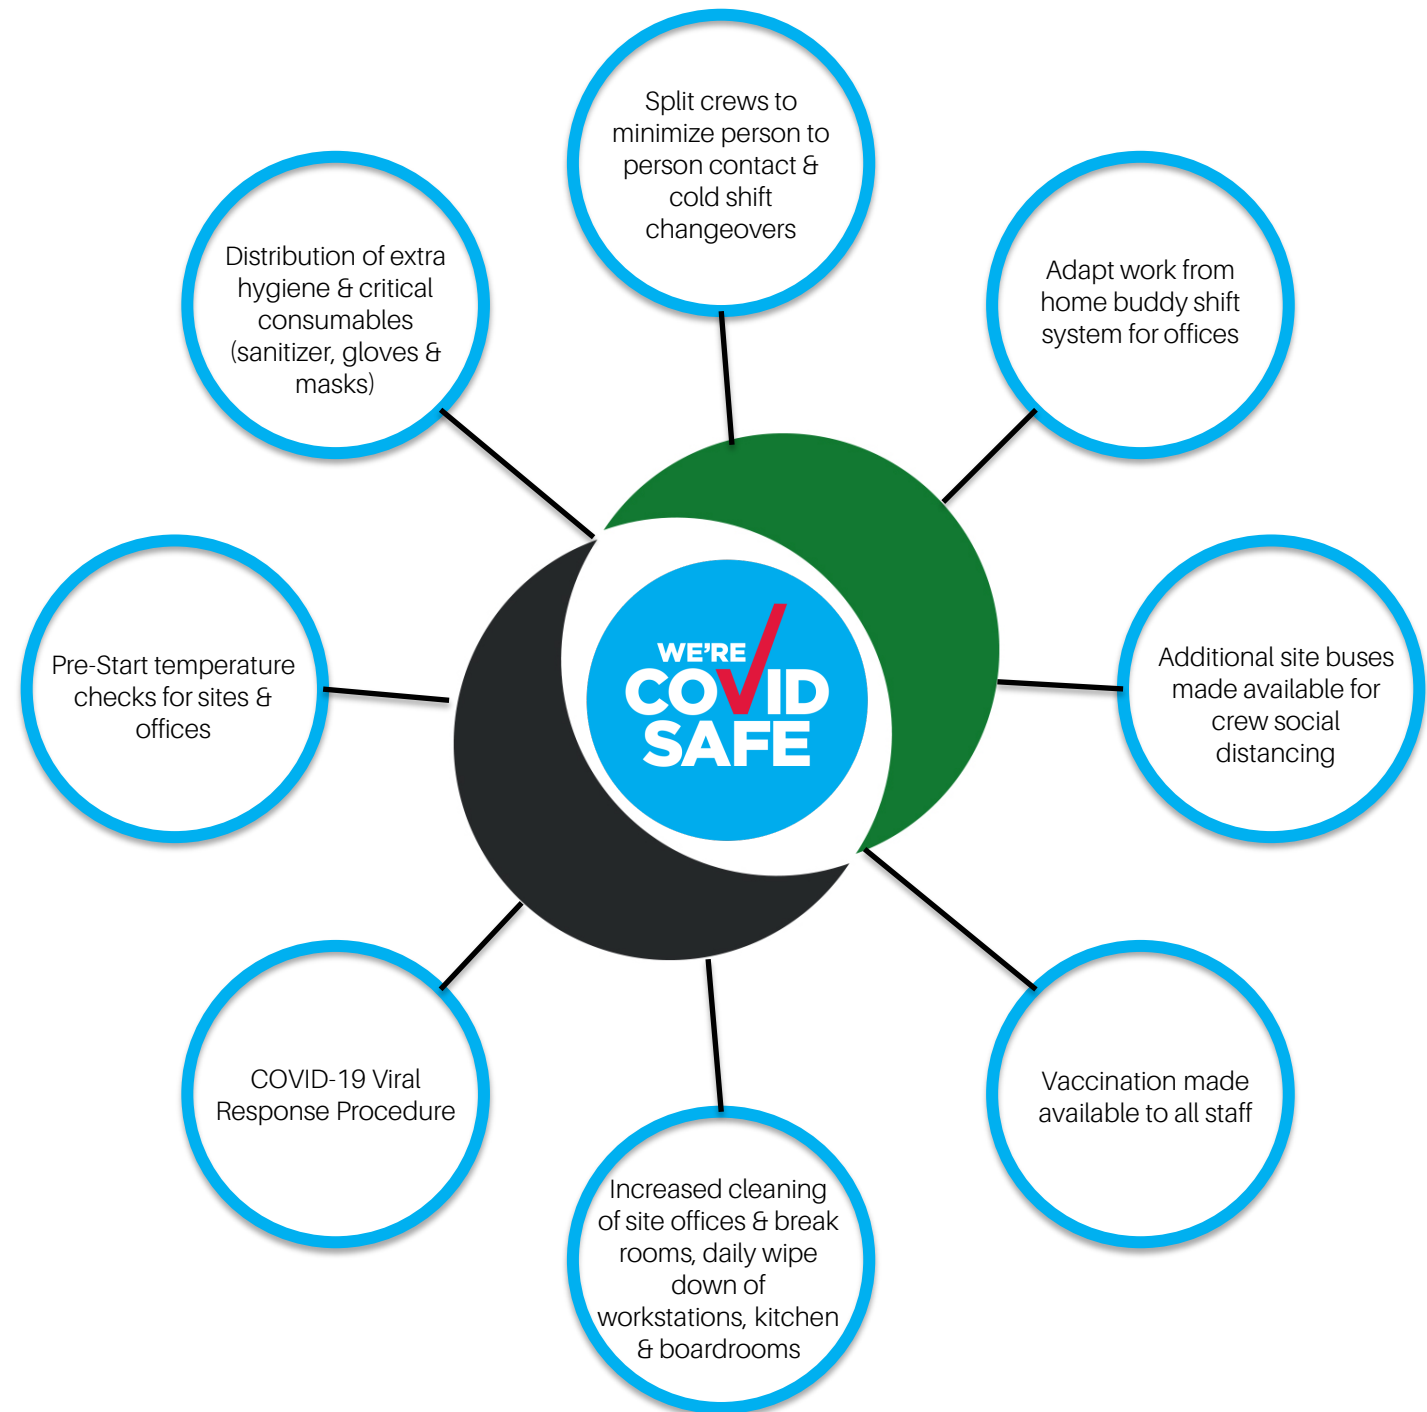 Split crews to
minimize person to
person contact &
cold shift
changeovers
Adapt work from
home buddy shift
system for offices
Additional site buses
made available for
crew social
distancing
Vaccination made
available to all staff
Increased cleaning
of site offices & break
rooms, daily wipe
down of
workstations, kitchen
& boardrooms
COVID-19 Viral
Response Procedure
Pre-Start temperature
checks for sites &
offices
Distribution of extra
hygiene & critical
consumables
(sanitizer, gloves &
masks)
WE'RE
COVID
SAFE